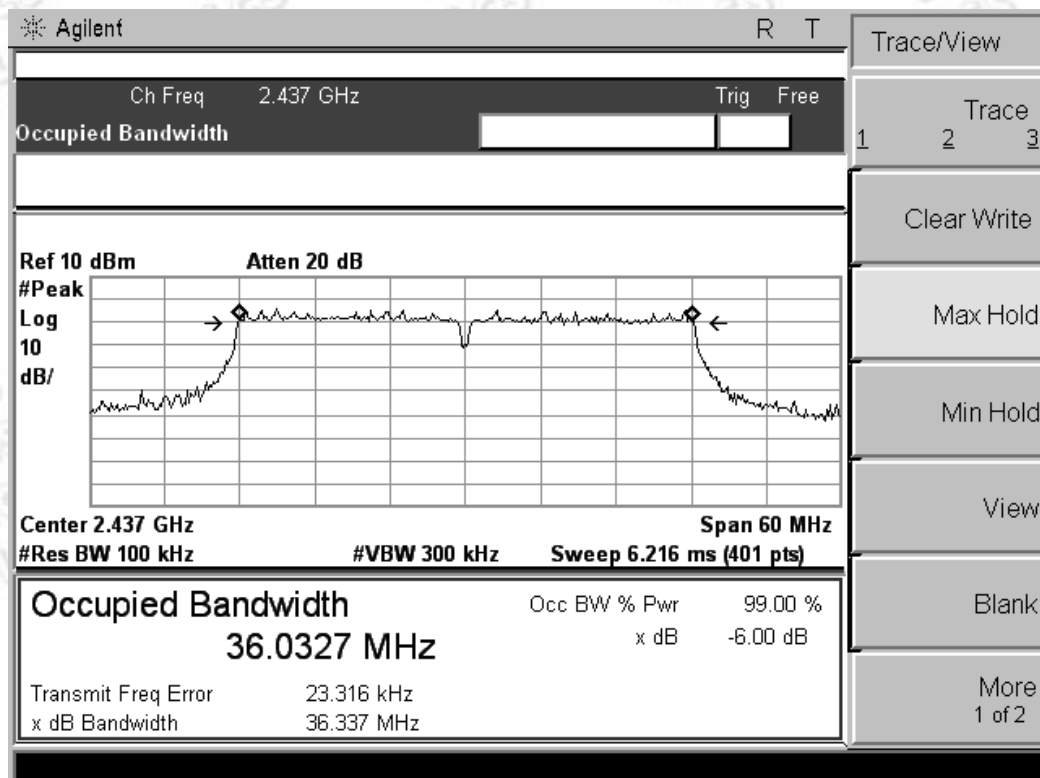 Agilent R T
Ch Freq 2.437 GHz Trig Free
Occupied Bandwidth
Ref 10 dBm Atten 20 dB
#Peak
Log
10
dB/
Center 2.437 GHz Span 60 MHz
#Res BW 100 kHz #VBW 300 kHz Sweep 6.216 ms (401 pts)
Occupied Bandwidth Occ BW % Pwr 99.00 %
36.0327 MHz x dB -6.00 dB
Transmit Freq Error 23.316 kHz
x dB Bandwidth 36.337 MHz
Trace/View
Trace
1 2 3
Clear Write
Max Hold
Min Hold
View
Blank
More
1 of 2